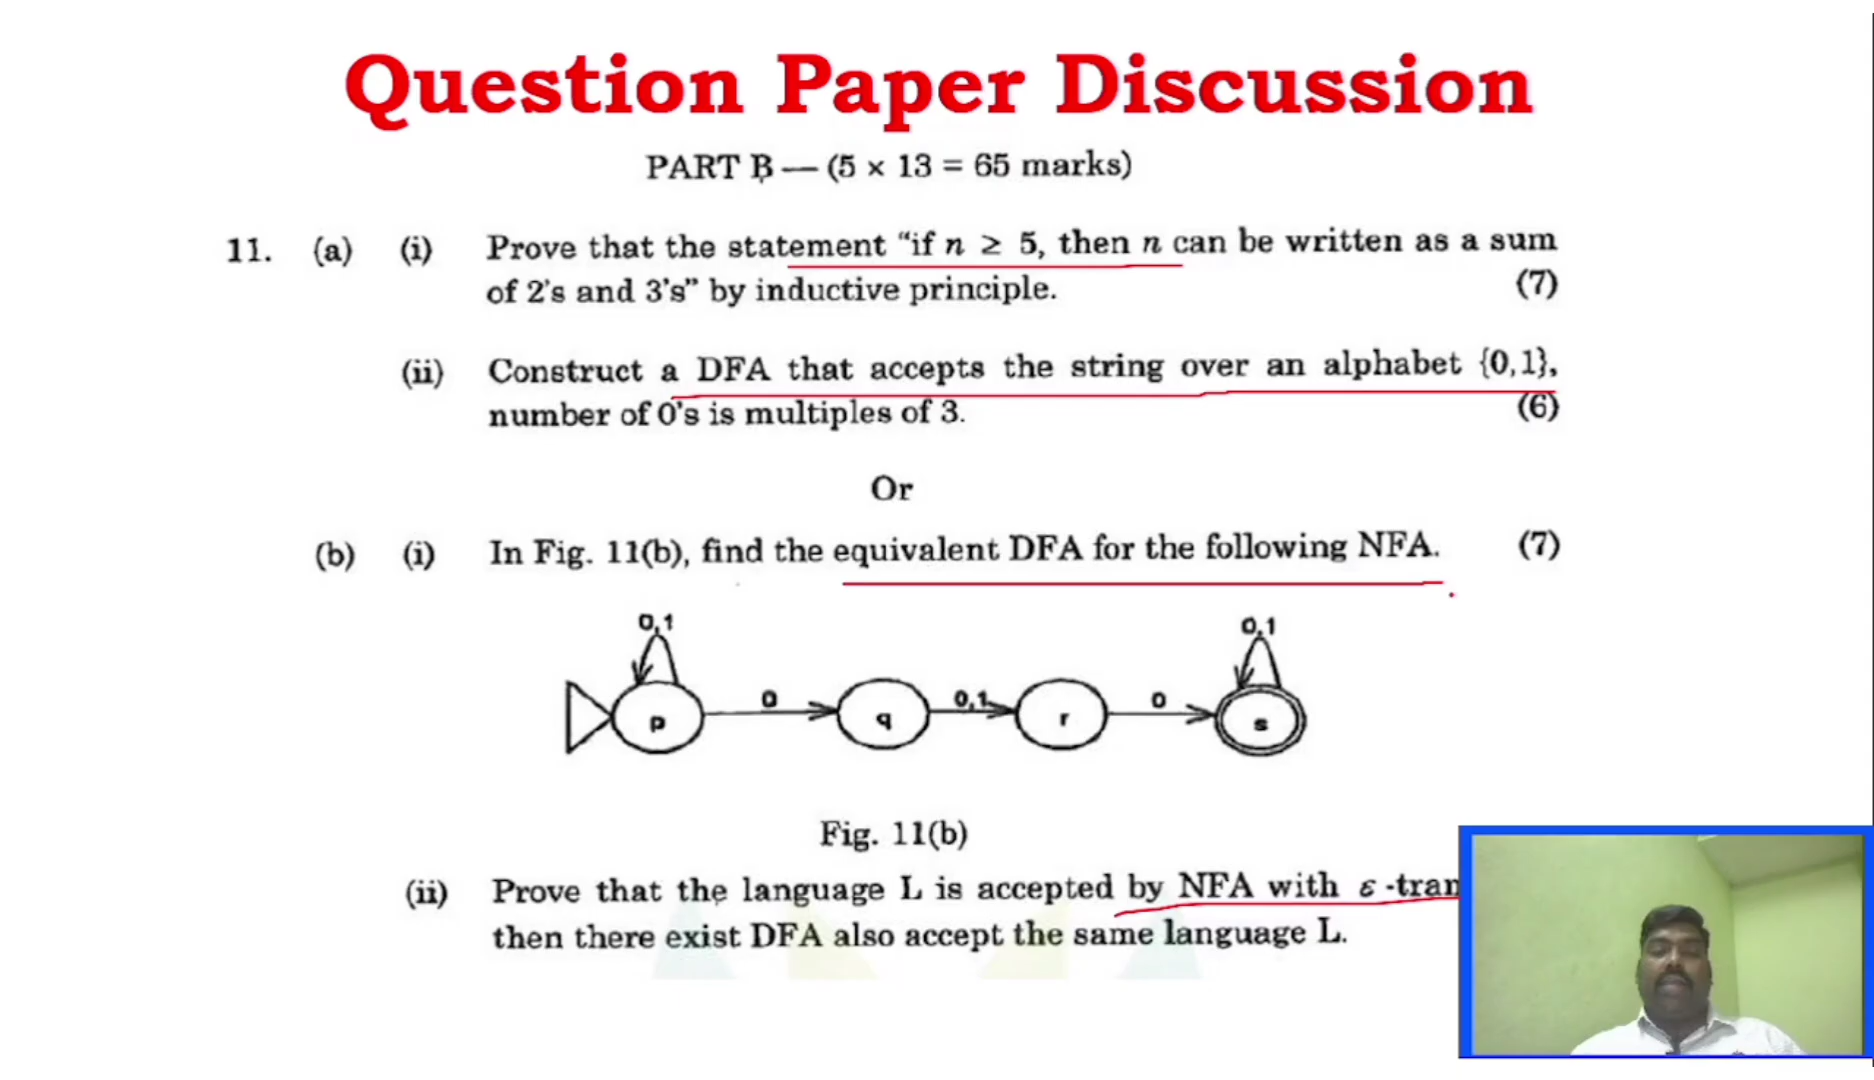 Question Paper Discussion
PART B — (5 × 13 = 65 marks)
11. (a) (i) Prove that the statement “if n ≥ 5, then n can be written as a sum
of 2's and 3's” by inductive principle. (7)
(ii) Construct a DFA that accepts the string over an alphabet {0,1},
number of 0's is multiples of 3. (6)
Or
(b) (i) In Fig. 11(b), find the equivalent DFA for the following NFA. (7)
0,1 0,1
0 0,1 0
p q r s
Fig. 11(b)
(ii) Prove that the language L is accepted by NFA with ε -tran
then there exist DFA also accept the same language L.